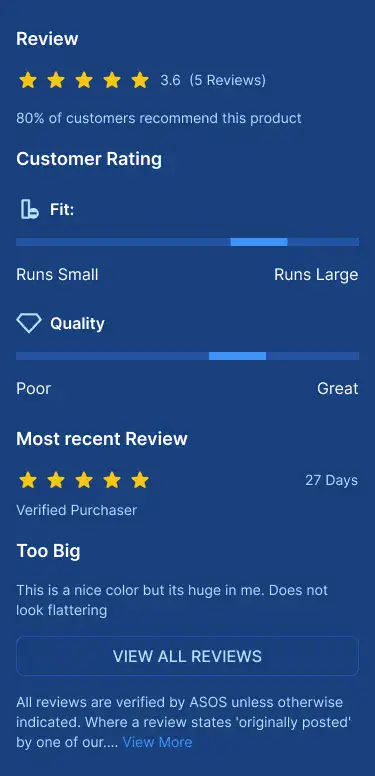 Review
3.6 (5 Reviews)
80% of customers recommend this product
Customer Rating
Fit:
Runs Small Runs Large
Quality
Poor Great
Most recent Review
27 Days
Verified Purchaser
Too Big
This is a nice color but its huge in me. Does not
look flattering
VIEW ALL REVIEWS
All reviews are verified by ASOS unless otherwise
indicated. Where a review states 'originally posted'
by one of our.... View More